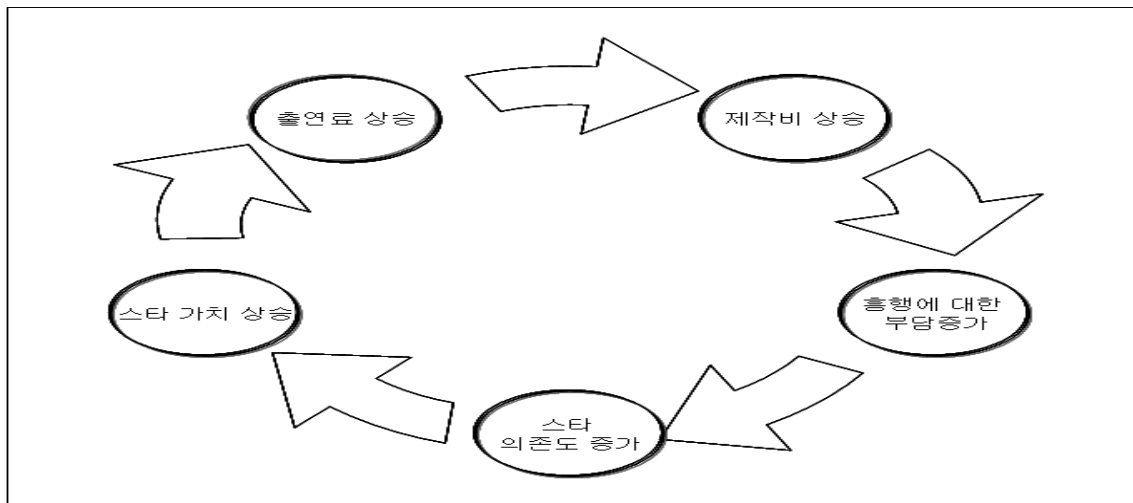 출연료 상승
제작비 상승
흥행에 대한
부담증가
스타
의존도 증가
스타 가치 상승